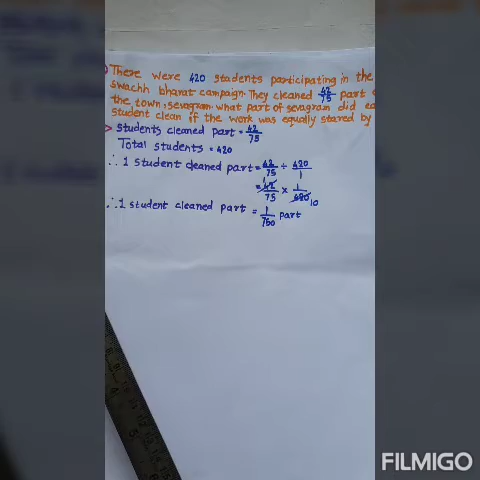 There were 420 students participating in the
swachh bharat campaign. They cleaned 42/75 part
the town, sevagram. what part of sevagram did
student clean if the work was equally stared by
> students cleaned part = 42/75
Total students = 420
∴ 1 student cleaned part = 42/75 ÷ 420/1
= 42/75 × 1/420 10
∴ 1 student cleaned part = 1/750 part
FILMIGO